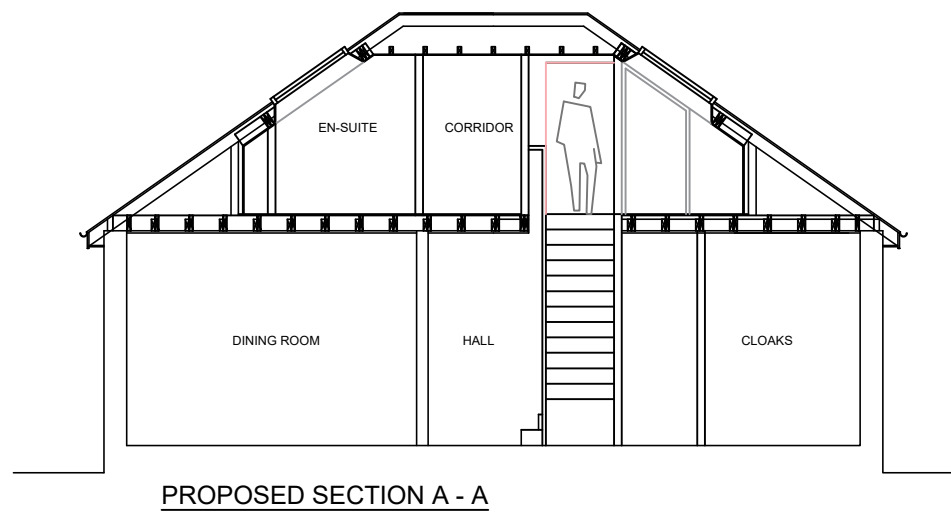 EN-SUITE
CORRIDOR
DINING ROOM
HALL
CLOAKS
PROPOSED SECTION A - A